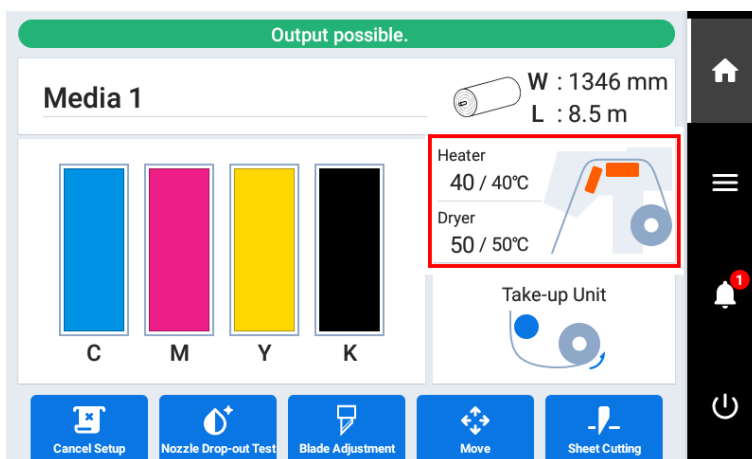 Output possible.
Media 1
W : 1346 mm
L : 8.5 m
Heater
40 / 40℃
Dryer
50 / 50℃
C M Y K
Take-up Unit
1
Cancel Setup
Nozzle Drop-out Test
Blade Adjustment
Move
Sheet Cutting